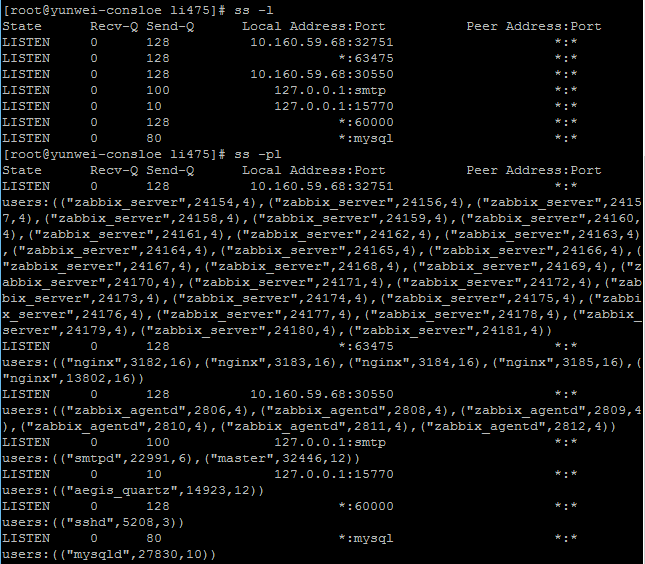 [root@yunwei-consloe li475]# ss -l
State      Recv-Q Send-Q      Local Address:Port          Peer Address:Port
LISTEN     0      128          10.160.59.68:32751                    *:*
LISTEN     0      128                     *:63475                    *:*
LISTEN     0      128          10.160.59.68:30550                    *:*
LISTEN     0      100             127.0.0.1:smtp                     *:*
LISTEN     0      10              127.0.0.1:15770                    *:*
LISTEN     0      128                     *:60000                    *:*
LISTEN     0      80                      *:mysql                    *:*
[root@yunwei-consloe li475]# ss -pl
State      Recv-Q Send-Q      Local Address:Port          Peer Address:Port
LISTEN     0      128          10.160.59.68:32751                    *:*
users:(("zabbix_server",24154,4),("zabbix_server",24156,4),("zabbix_server",2415
7,4),("zabbix_server",24158,4),("zabbix_server",24159,4),("zabbix_server",24160,
4),("zabbix_server",24161,4),("zabbix_server",24162,4),("zabbix_server",24163,4)
,("zabbix_server",24164,4),("zabbix_server",24165,4),("zabbix_server",24166,4),(
"zabbix_server",24167,4),("zabbix_server",24168,4),("zabbix_server",24169,4),("z
abbix_server",24170,4),("zabbix_server",24171,4),("zabbix_server",24172,4),("zab
bix_server",24173,4),("zabbix_server",24174,4),("zabbix_server",24175,4),("zabbi
x_server",24176,4),("zabbix_server",24177,4),("zabbix_server",24178,4),("zabbix_
server",24179,4),("zabbix_server",24180,4),("zabbix_server",24181,4))
LISTEN     0      128                     *:63475                    *:*
users:(("nginx",3182,16),("nginx",3183,16),("nginx",3184,16),("nginx",3185,16),(
"nginx",13802,16))
LISTEN     0      128          10.160.59.68:30550                    *:*
users:(("zabbix_agentd",2806,4),("zabbix_agentd",2808,4),("zabbix_agentd",2809,4
),("zabbix_agentd",2810,4),("zabbix_agentd",2811,4),("zabbix_agentd",2812,4))
LISTEN     0      100             127.0.0.1:smtp                     *:*
users:(("smtpd",22991,6),("master",32446,12))
LISTEN     0      10              127.0.0.1:15770                    *:*
users:(("aegis_quartz",14923,12))
LISTEN     0      128                     *:60000                    *:*
users:(("sshd",5208,3))
LISTEN     0      80                      *:mysql                    *:*
users:(("mysqld",27830,10))